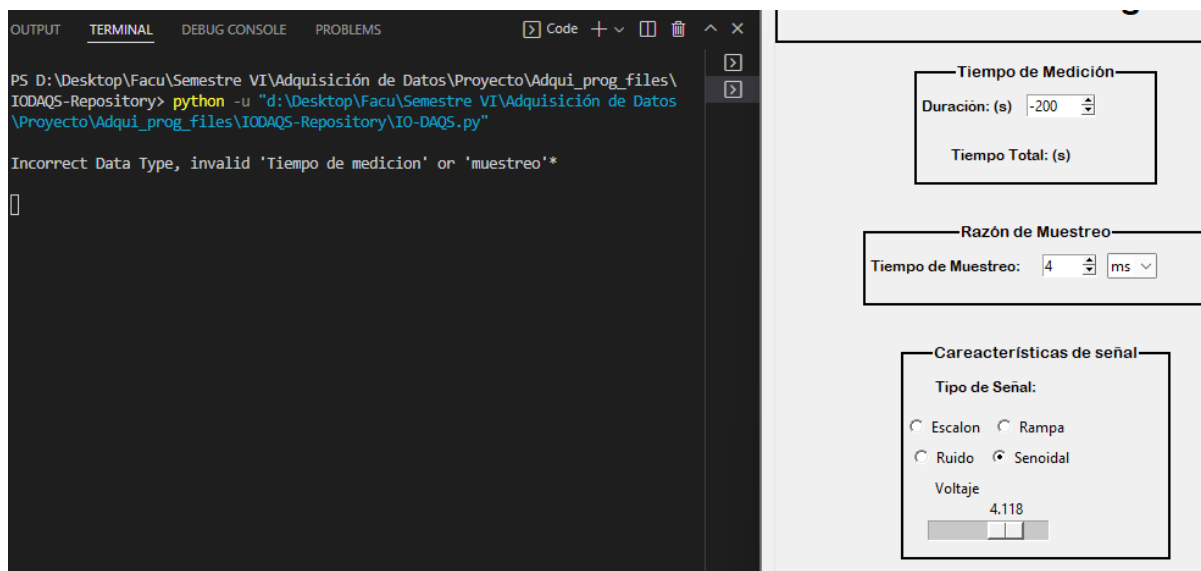 OUTPUT TERMINAL DEBUG CONSOLE PROBLEMS Code
PS D:\Desktop\Facu\Semestre VI\Adquisición de Datos\Proyecto\Adqui_prog_files\
IODAQS-Repository> python -u "d:\Desktop\Facu\Semestre VI\Adquisición de Datos
\Proyecto\Adqui_prog_files\IODAQS-Repository\IO-DAQS.py"
Incorrect Data Type, invalid 'Tiempo de medicion' or 'muestreo'*
Tiempo de Medición
Duración: (s) -200
Tiempo Total: (s)
Razón de Muestreo
Tiempo de Muestreo: 4 ms
Careacterísticas de señal
Tipo de Señal:
Escalon Rampa
Ruido Senoidal
Voltaje
4.118